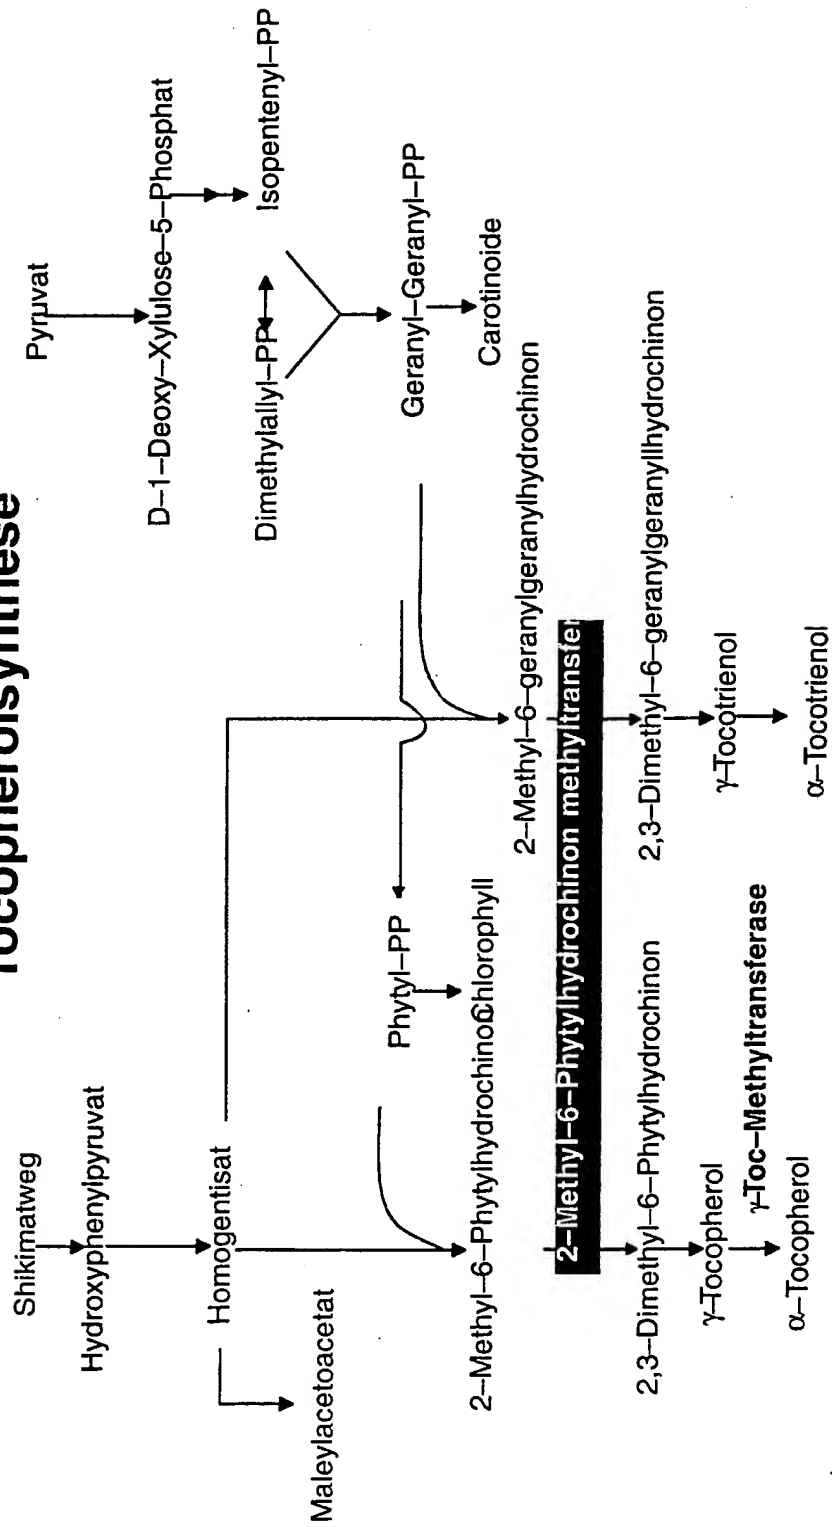 Tocopherolsynthese
Shikimatweg
Pyruvat
Hydroxyphenylpyruvat
D-1-Deoxy-Xylulose-5-Phosphat
Homogentisat
Dimethylallyl-PP
Isopentenyl-PP
Maleylacetoacetat
Phytyl-PP
Geranyl-Geranyl-PP
2-Methyl-6-Phytylhydrochinon
Chlorophyll
Carotinoide
2-Methyl-6-geranylgeranylhydrochinon
2-Methyl-6-Phytylhydrochinon methyltransfer
2,3-Dimethyl-6-Phytylhydrochinon
2,3-Dimethyl-6-geranylgeranyllhydrochinon
γ-Tocopherol
γ-Tocotrienol
γ-Toc-Methyltransferase
α-Tocopherol
α-Tocotrienol